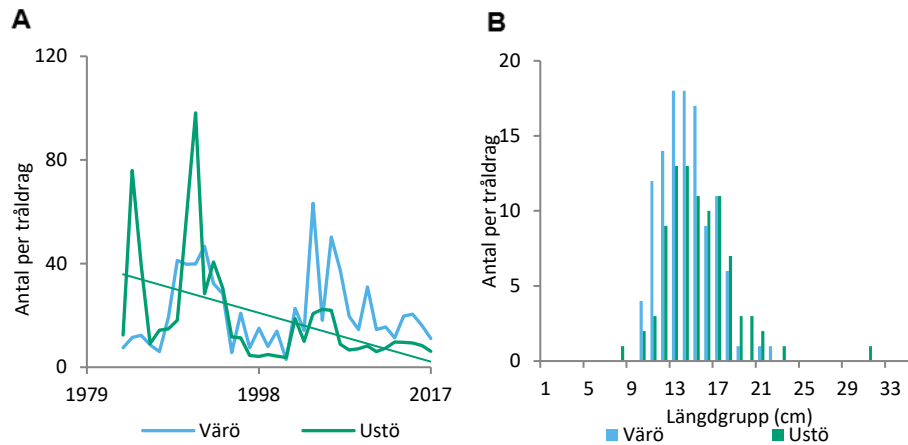 A
Antal per tråldrag
120
80
40
0
1979
1998
2017
Värö
Ustö
B
Antal per tråldrag
20
15
10
5
0
1
5
9
13
17
21
25
29
33
Längdgrupp (cm)
Värö
Ustö